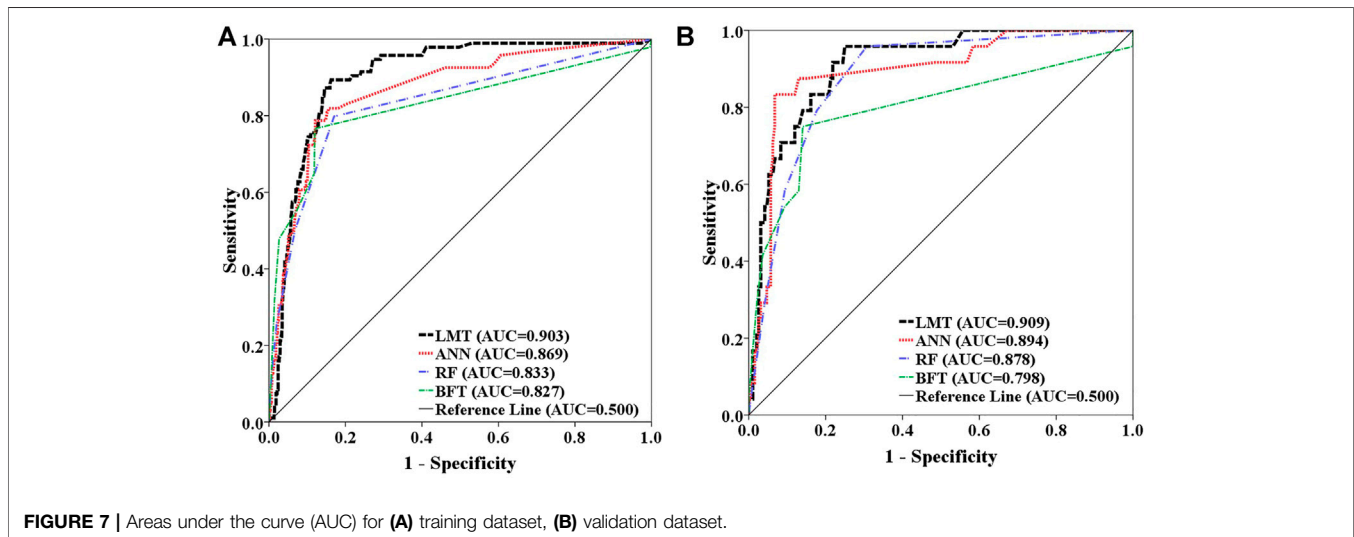 A
1.0
0.8
0.6
0.4
0.2
0.0
Sensitivity
LMT (AUC=0.903)
ANN (AUC=0.869)
RF (AUC=0.833)
BFT (AUC=0.827)
Reference Line (AUC=0.500)
0.0 0.2 0.4 0.6 0.8 1.0
1 - Specificity
B
1.0
0.8
0.6
0.4
0.2
0.0
Sensitivity
LMT (AUC=0.909)
ANN (AUC=0.894)
RF (AUC=0.878)
BFT (AUC=0.798)
Reference Line (AUC=0.500)
0.0 0.2 0.4 0.6 0.8 1.0
1 - Specificity
FIGURE 7 | Areas under the curve (AUC) for (A) training dataset, (B) validation dataset.